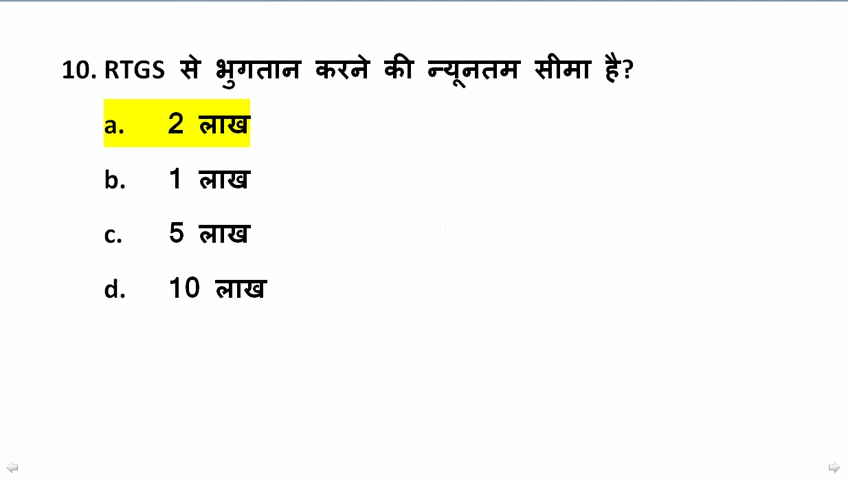 10. RTGS से भुगतान करने की न्यूनतम सीमा है?
a. 2 लाख
b. 1 लाख
c. 5 लाख
d. 10 लाख